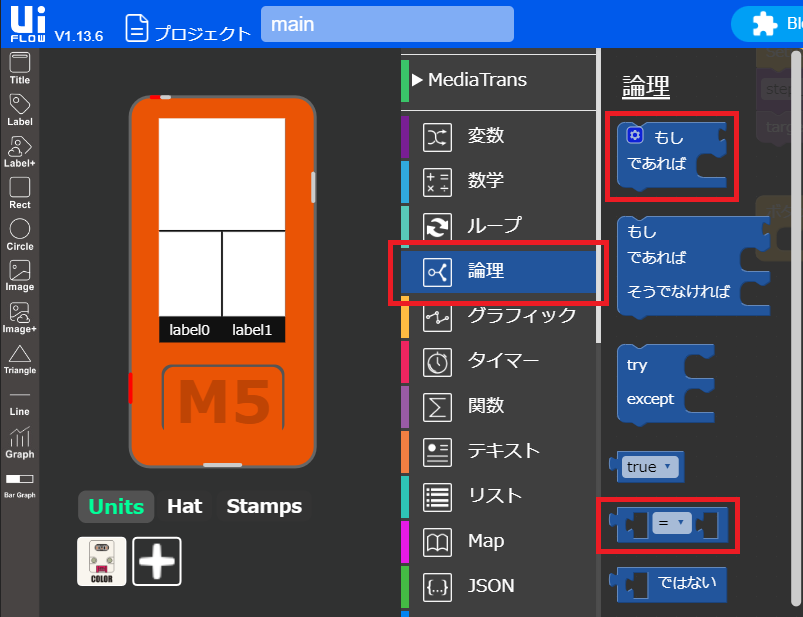 Ui
FLOW
V1.13.6
プロジェクト
main
Bl
Title
Label
Label+
Rect
Circle
Image
Image+
Triangle
Line
Graph
Bar Graph
label0
label1
M5
Units
Hat
Stamps
COLOR
MediaTrans
変数
数学
ループ
論理
グラフィック
タイマー
関数
テキスト
リスト
Map
JSON
論理
もし
であれば
もし
であれば
そうでなければ
try
except
true
=
ではない